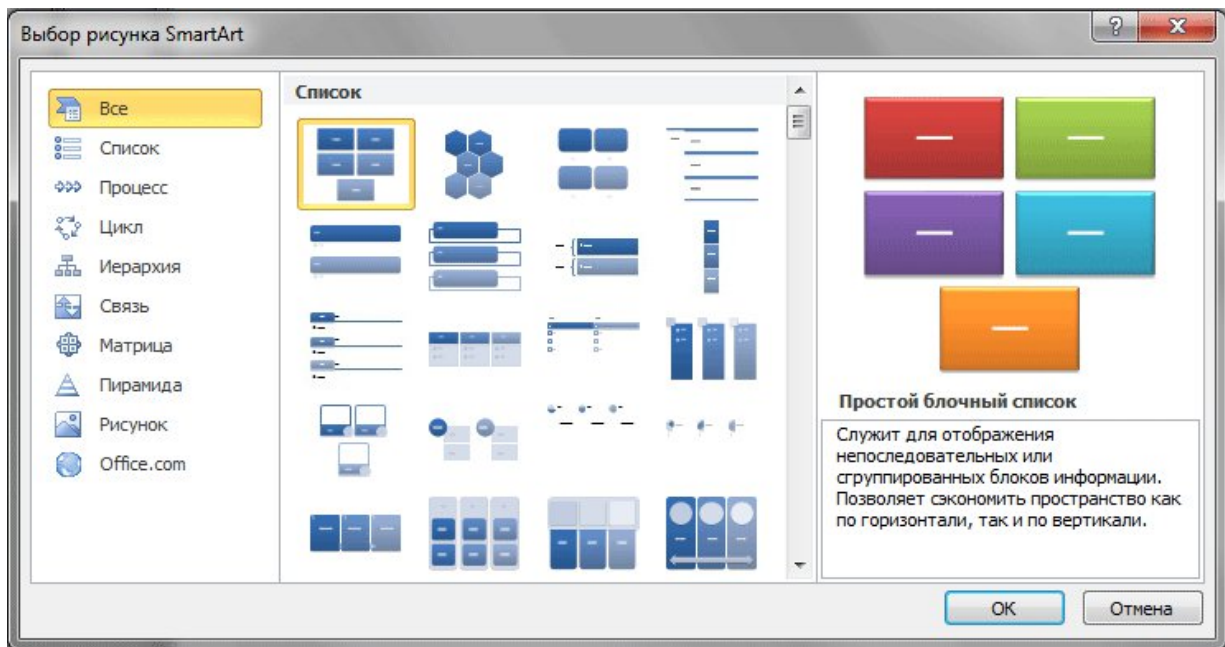 Выбор рисунка SmartArt
Все
Список
Процесс
Цикл
Иерархия
Связь
Матрица
Пирамида
Рисунок
Office.com
Список
Простой блочный список
Служит для отображения
непоследовательных или
сгруппированных блоков информации.
Позволяет сэкономить пространство как
по горизонтали, так и по вертикали.
ОК
Отмена